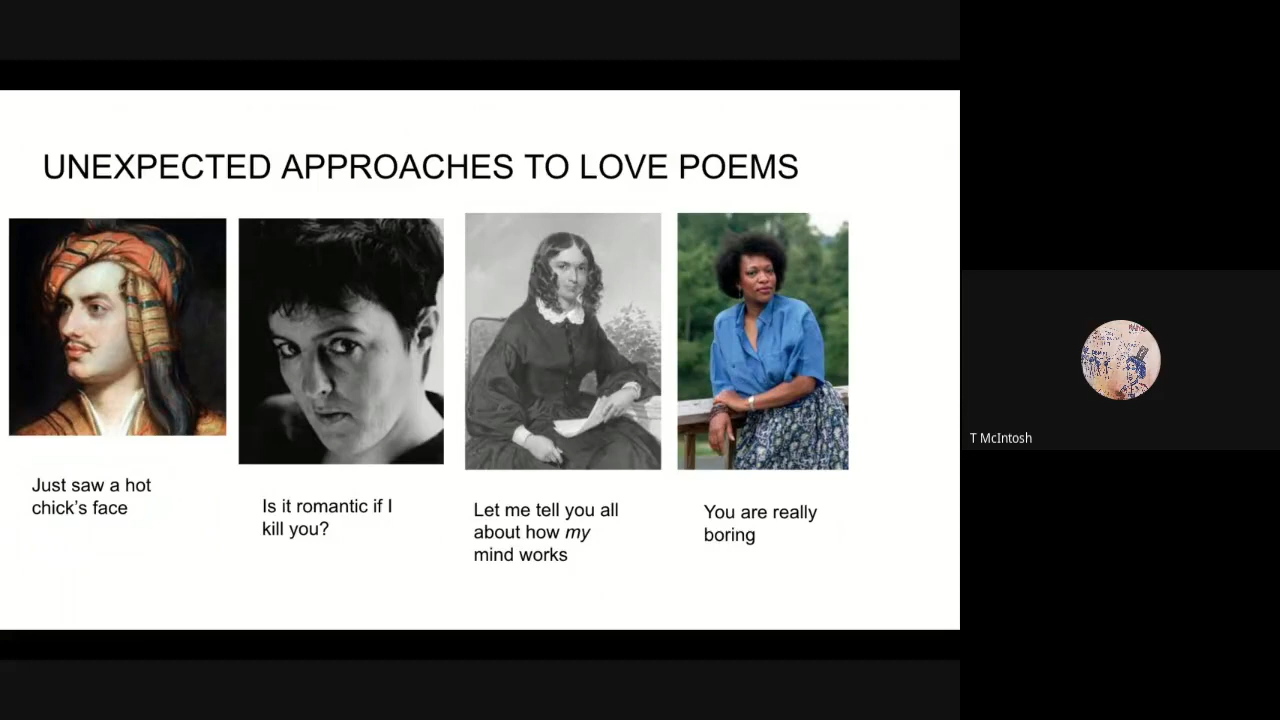 UNEXPECTED APPROACHES TO LOVE POEMS
Just saw a hot
chick's face
Is it romantic if I
kill you?
Let me tell you all
about how my
mind works
You are really
boring
T McIntosh